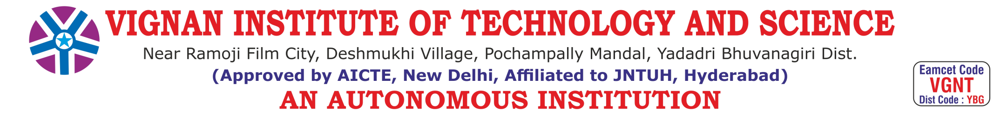 VIGNAN INSTITUTE OF TECHNOLOGY AND SCIENCE
Near Ramoji Film City, Deshmukhi Village, Pochampally Mandal, Yadadri Bhuvanagiri Dist.
(Approved by AICTE, New Delhi, Affiliated to JNTUH, Hyderabad)
AN AUTONOMOUS INSTITUTION
Eamcet Code
VGNT
Dist Code : YBG